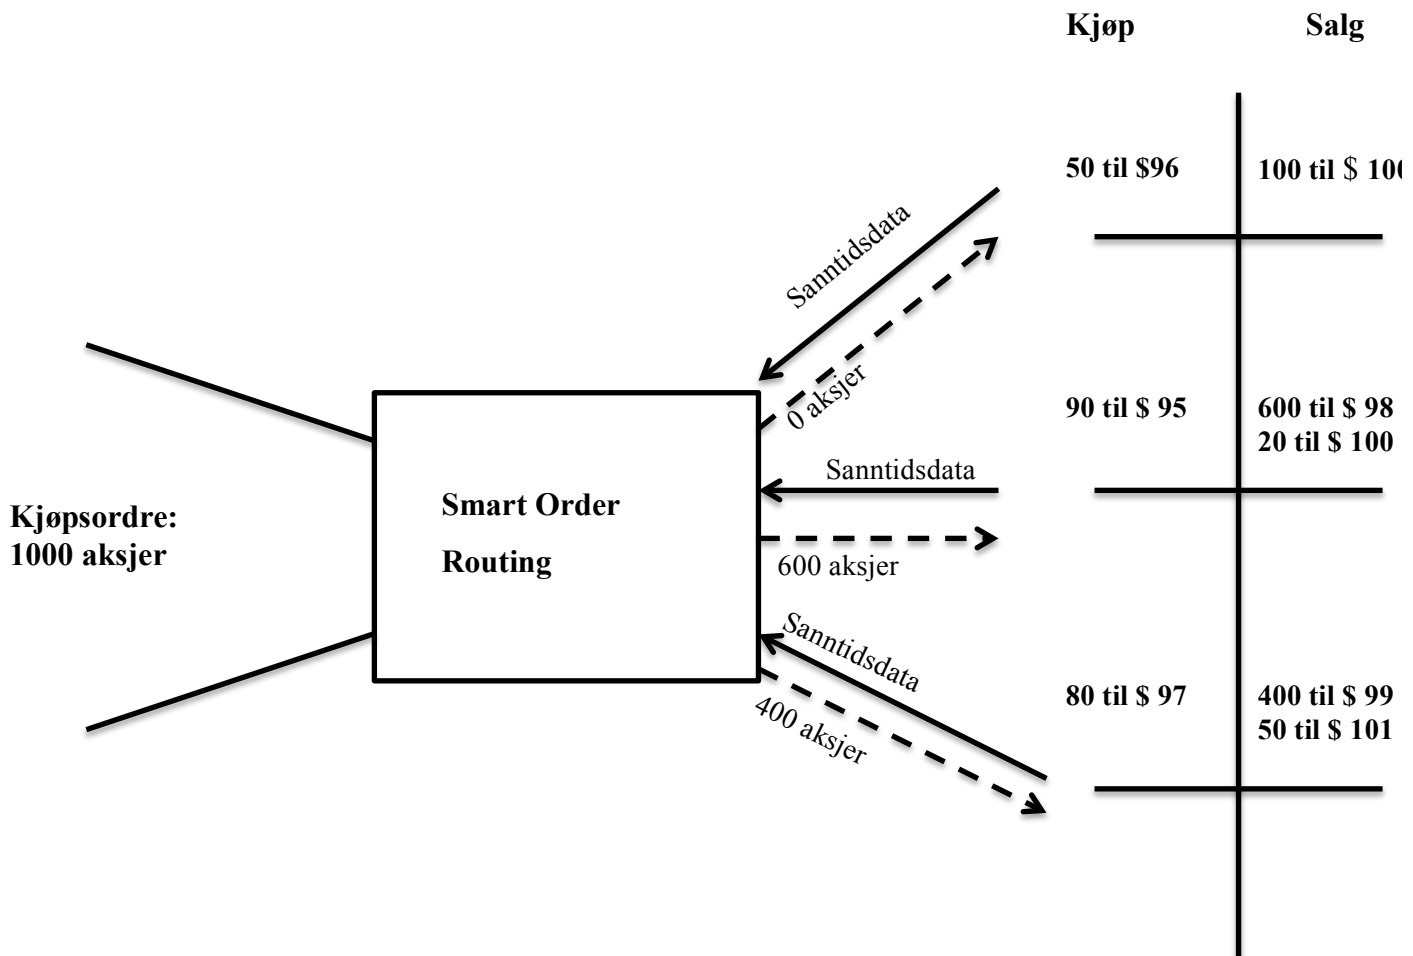 Kjøp Salg
50 til $96 100 til $ 100
Sanntidsdata
0 aksjer
90 til $ 95 600 til $ 98
20 til $ 100
Sanntidsdata
Smart Order
Routing
Kjøpsordre:
1000 aksjer
600 aksjer
Sanntidsdata
400 aksjer
80 til $ 97 400 til $ 99
50 til $ 101